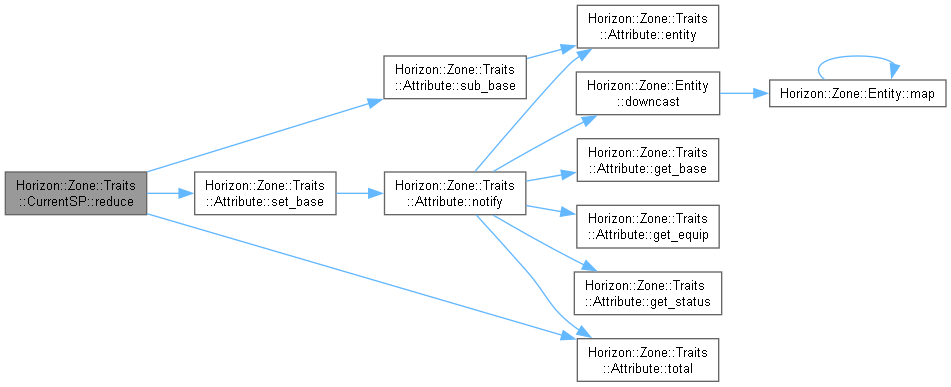 Horizon::Zone::Traits
::CurrentSP::reduce
Horizon::Zone::Traits
::Attribute::sub_base
Horizon::Zone::Traits
::Attribute::set_base
Horizon::Zone::Traits
::Attribute::notify
Horizon::Zone::Traits
::Attribute::entity
Horizon::Zone::Entity
::downcast
Horizon::Zone::Entity::map
Horizon::Zone::Traits
::Attribute::get_base
Horizon::Zone::Traits
::Attribute::get_equip
Horizon::Zone::Traits
::Attribute::get_status
Horizon::Zone::Traits
::Attribute::total